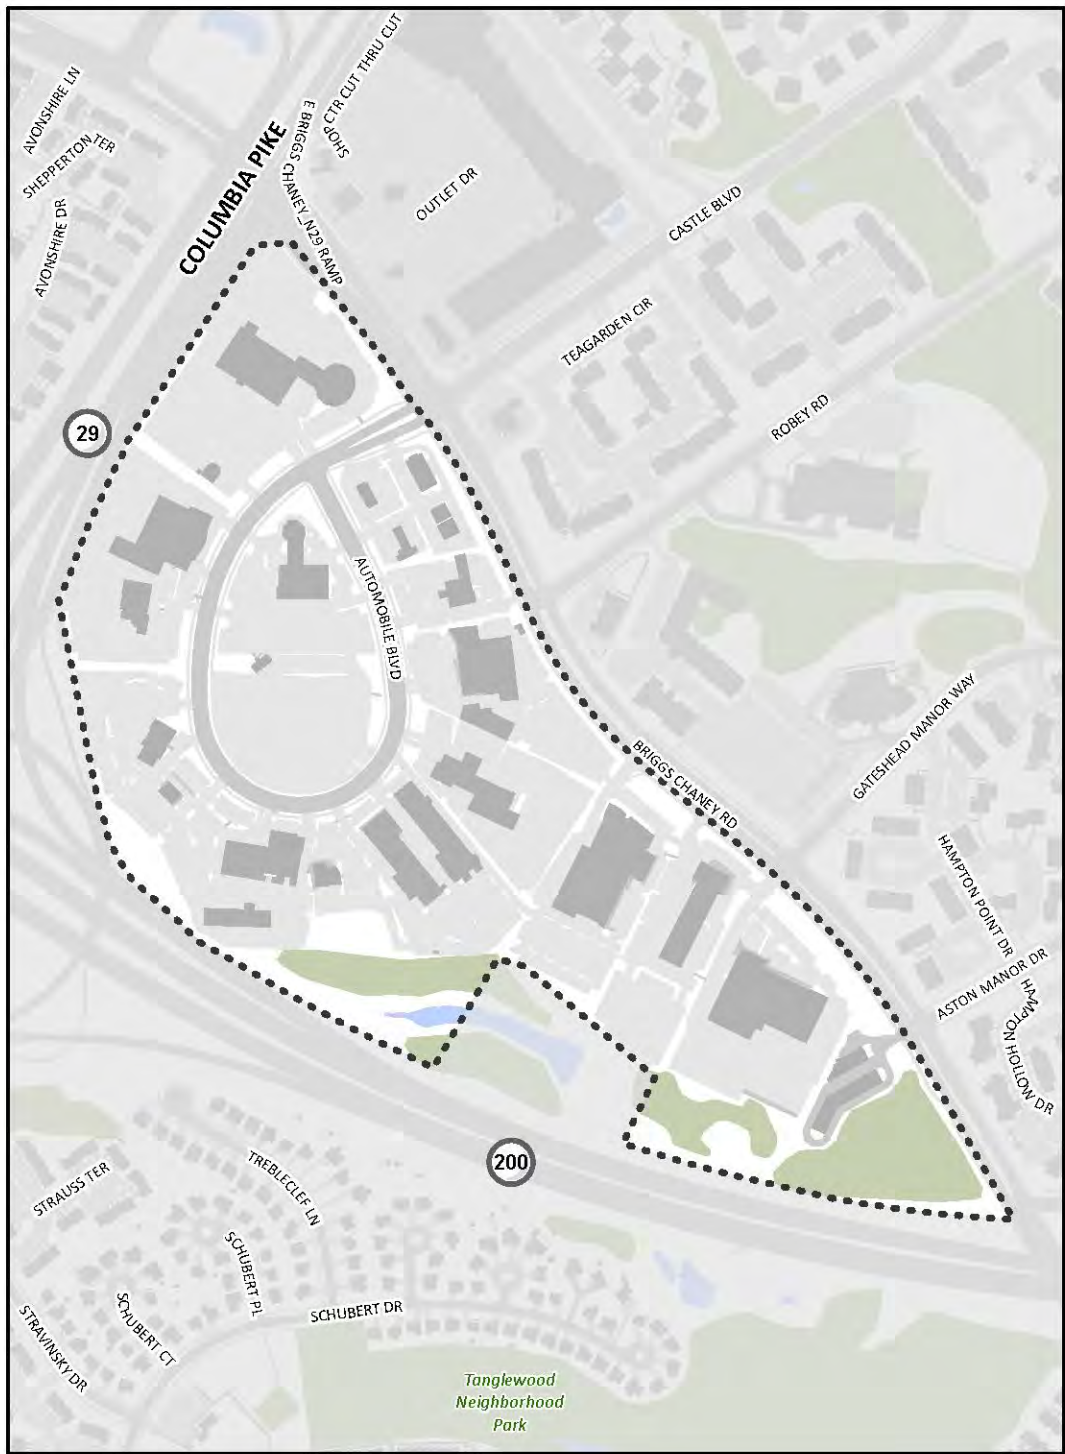 AVONSHIRE LN
SHEPPERTON TER
AVONSHIRE DR
COLUMBIA PIKE
E BRIGGS CHANEY_N29 RAMP
SHOP CTR CUT THRU CUT
OUTLET DR
CASTLE BLVD
TEAGARDEN CIR
ROBEY RD
29
AUTOMOBILE BLVD
GATESHEAD MANOR WAY
BRIGGS CHANEY RD
HAMPTON POINT DR
ASTON MANOR DR
HAMPTON HOLLOW DR
200
STRAUSS TER
TREBLECLEF LN
SCHUBERT PL
SCHUBERT DR
SCHUBERT CT
STRAVINSKY DR
Tanglewood
Neighborhood
Park